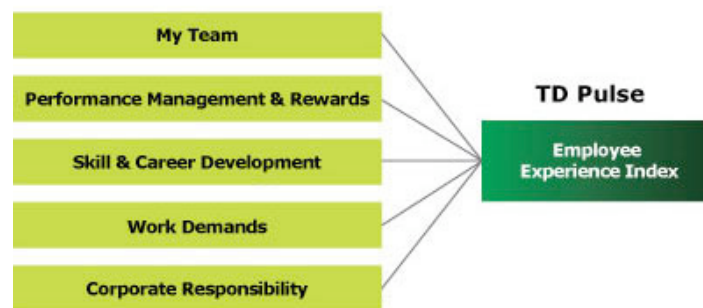 My Team
Performance Management & Rewards
Skill & Career Development
Work Demands
Corporate Responsibility
TD Pulse
Employee
Experience Index